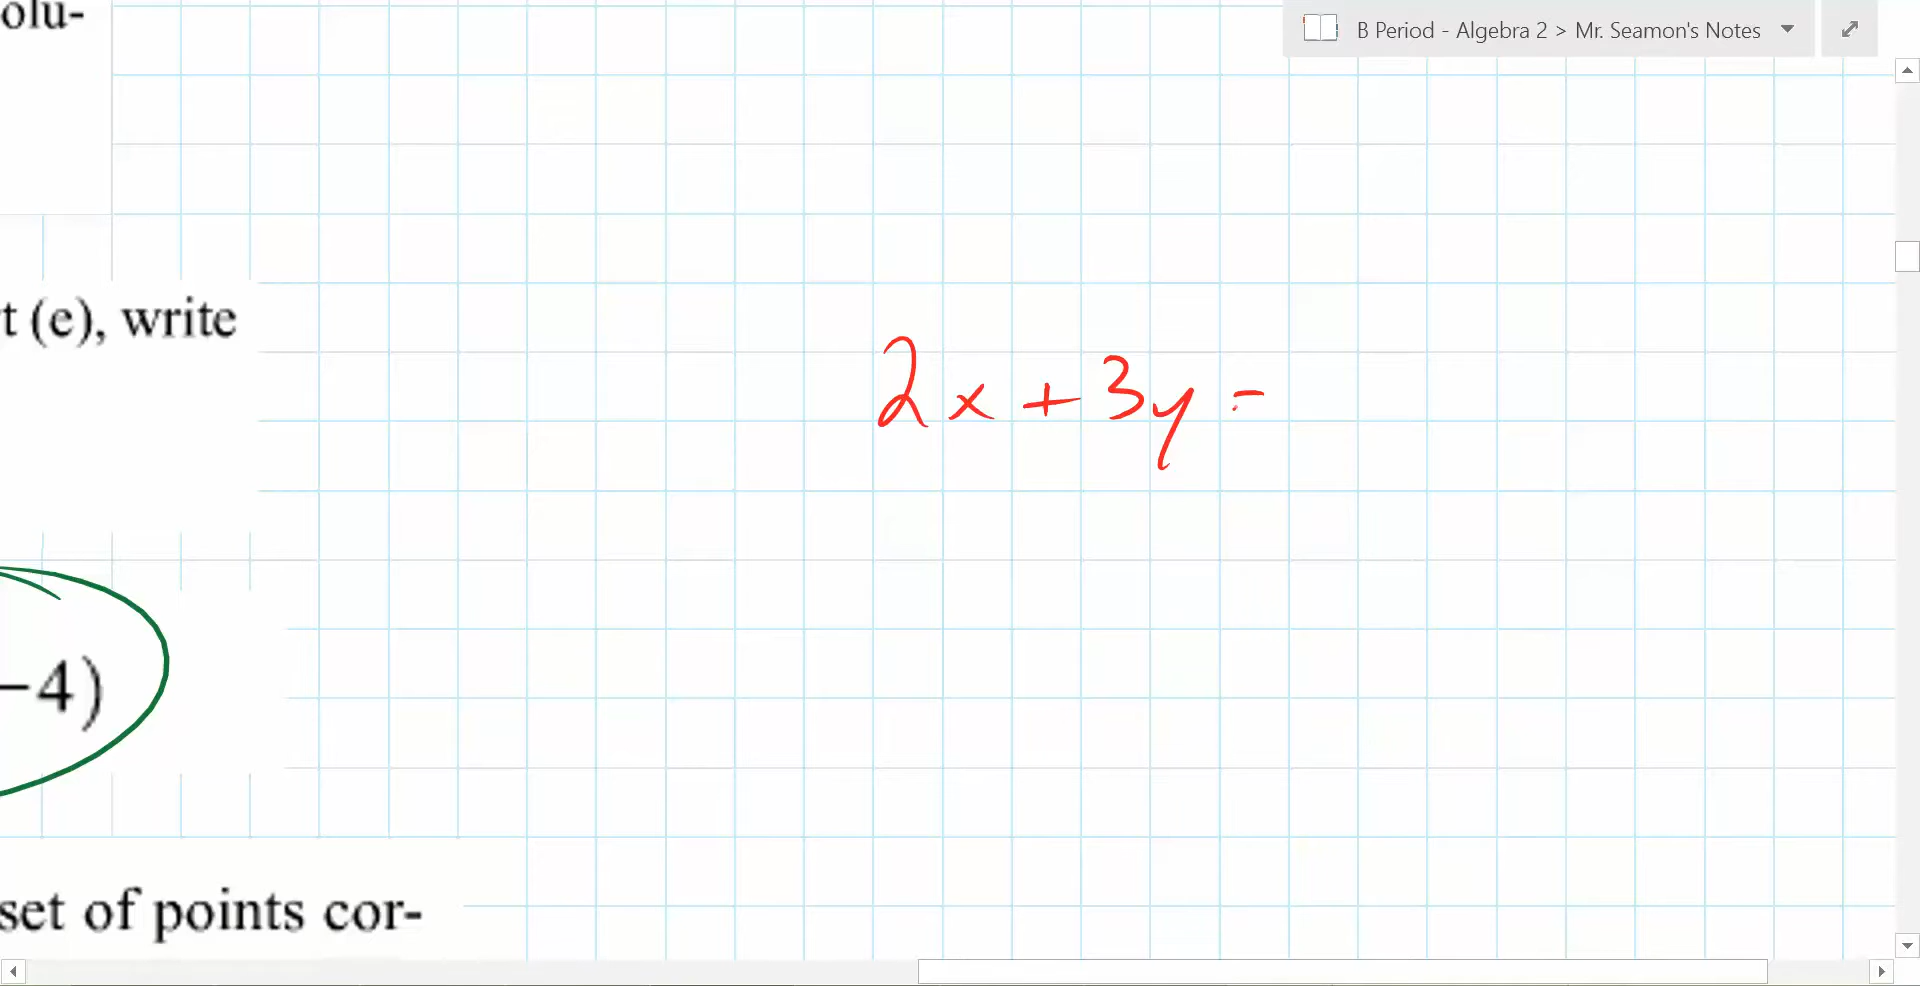 olu-
B Period - Algebra 2 > Mr. Seamon's Notes
t (e), write
2x + 3y =
-4)
set of points cor-